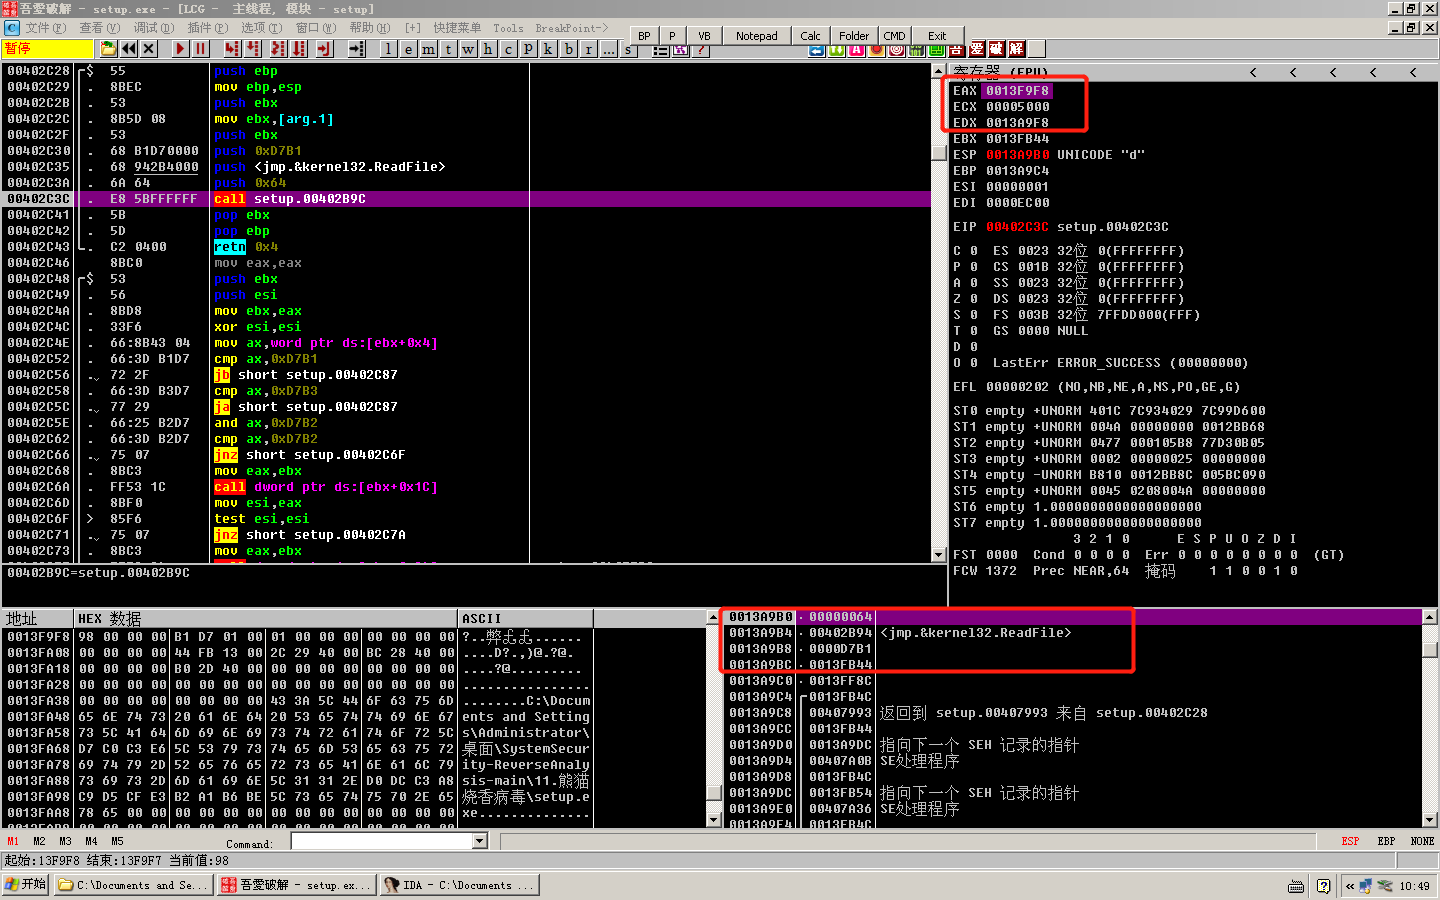 吾爱破解 - setup.exe - [LCG - 主线程, 模块 - setup]
文件(F) 查看(V) 调试(D) 插件(P) 选项(T) 窗口(W) 帮助(H) [+] 快捷菜单 Tools BreakPoint->
BP P VB Notepad Calc Folder CMD Exit
暂停 l e m t w h c p k b r ... s
00402C28 $ 55 push ebp
00402C29 . 8BEC mov ebp,esp
00402C2B . 53 push ebx
00402C2C . 8B5D 08 mov ebx,[arg.1]
00402C2F . 53 push ebx
00402C30 . 68 B1D70000 push 0xD7B1
00402C35 . 68 942B4000 push <jmp.&kernel32.ReadFile>
00402C3A . 6A 64 push 0x64
00402C3C . E8 5BFFFFFF call setup.00402B9C
00402C41 . 5B pop ebx
00402C42 . 5D pop ebp
00402C43 . C2 0400 retn 0x4
00402C46 8BC0 mov eax,eax
00402C48 $ 53 push ebx
00402C49 . 56 push esi
00402C4A . 8BD8 mov ebx,eax
00402C4C . 33F6 xor esi,esi
00402C4E . 66:8B43 04 mov ax,word ptr ds:[ebx+0x4]
00402C52 . 66:3D B1D7 cmp ax,0xD7B1
00402C56 . 72 2F jb short setup.00402C87
00402C58 . 66:3D B3D7 cmp ax,0xD7B3
00402C5C . 77 29 ja short setup.00402C87
00402C5E . 66:25 B2D7 and ax,0xD7B2
00402C62 . 66:3D B2D7 cmp ax,0xD7B2
00402C66 . 75 07 jnz short setup.00402C6F
00402C68 . 8BC3 mov eax,ebx
00402C6A . FF53 1C call dword ptr ds:[ebx+0x1C]
00402C6D . 8BF0 mov esi,eax
00402C6F > 85F6 test esi,esi
00402C71 . 75 07 jnz short setup.00402C7A
00402C73 . 8BC3 mov eax,ebx
00402B9C=setup.00402B9C
寄存器 (FPU) < < < < <
EAX 0013F9F8
ECX 00005000
EDX 0013A9F8
EBX 0013FB44
ESP 0013A9B0 UNICODE "d"
EBP 0013A9C4
ESI 00000001
EDI 0000EC00
EIP 00402C3C setup.00402C3C
C 0 ES 0023 32位 0(FFFFFFFF)
P 0 CS 001B 32位 0(FFFFFFFF)
A 0 SS 0023 32位 0(FFFFFFFF)
Z 0 DS 0023 32位 0(FFFFFFFF)
S 0 FS 003B 32位 7FFDD000(FFF)
T 0 GS 0000 NULL
D 0
O 0 LastErr ERROR_SUCCESS (00000000)
EFL 00000202 (NO,NB,NE,A,NS,PO,GE,G)
ST0 empty +UNORM 401C 7C934029 7C99D600
ST1 empty +UNORM 004A 00000000 0012BB68
ST2 empty +UNORM 0477 000105B8 77D30B05
ST3 empty +UNORM 0002 00000025 00000000
ST4 empty -UNORM B810 0012BB8C 005BC090
ST5 empty +UNORM 0045 0208004A 00000000
ST6 empty 1.0000000000000000000
ST7 empty 1.0000000000000000000
3 2 1 0 E S P U O Z D I
FST 0000 Cond 0 0 0 0 Err 0 0 0 0 0 0 0 0 (GT)
FCW 1372 Prec NEAR,64 掩码 1 1 0 0 1 0
地址 HEX 数据 ASCII
0013F9F8 98 00 00 00 B1 D7 01 00 01 00 00 00 00 00 00 00 ?..弊......
0013FA08 00 00 00 00 44 FB 13 00 2C 29 40 00 BC 28 40 00 ....D?.,)@.?@.
0013FA18 00 00 00 00 B0 2D 40 00 00 00 00 00 00 00 00 00 ....?@.........
0013FA28 00 00 00 00 00 00 00 00 00 00 00 00 00 00 00 00 ................
0013FA38 00 00 00 00 00 00 00 00 43 3A 5C 44 6F 63 75 6D ........C:\Docum
0013FA48 65 6E 74 73 20 61 6E 64 20 53 65 74 74 69 6E 67 ents and Setting
0013FA58 73 5C 41 64 6D 69 6E 69 73 74 72 61 74 6F 72 5C s\Administrator\
0013FA68 D7 C0 C3 E6 5C 53 79 73 74 65 6D 53 65 63 75 72 桌面\SystemSecur
0013FA78 69 74 79 2D 52 65 76 65 72 73 65 41 6E 61 6C 79 ity-ReverseAnaly
0013FA88 73 69 73 2D 6D 61 69 6E 5C 31 31 2E D0 DC C3 A8 sis-main\11.熊猫
0013FA98 C9 D5 CF E3 B2 A1 B6 BE 5C 73 65 74 75 70 2E 65 烧香病毒\setup.e
0013FAA8 78 65 00 00 00 00 00 00 00 00 00 00 00 00 00 00 xe..............
0013A9B0 00000064
0013A9B4 00402B94 <jmp.&kernel32.ReadFile>
0013A9B8 0000D7B1
0013A9BC 0013FB44
0013A9C0 0013FF8C
0013A9C4 0013FB4C
0013A9C8 00407993 返回到 setup.00407993 来自 setup.00402C28
0013A9CC 0013FB44
0013A9D0 0013A9DC 指向下一个 SEH 记录的指针
0013A9D4 00407A0B SE处理程序
0013A9D8 0013FB4C
0013A9DC 0013FB54 指向下一个 SEH 记录的指针
0013A9E0 00407A36 SE处理程序
0013A9E4 0013FB4C
M1 M2 M3 M4 M5 Command: ESP EBP NONE
起始:13F9F8 结束:13F9F7 当前值:98
开始 C:\Documents and Se... 吾爱破解 - setup.ex... IDA - C:\Documents ... 10:49